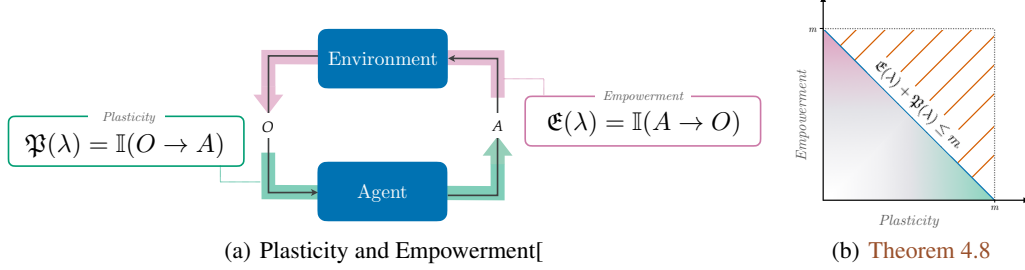 Environment
Plasticity
𝔓(λ) = 𝕀(O → A)
O
A
Empowerment
𝔈(λ) = 𝕀(A → O)
Agent
(a) Plasticity and Empowerment[
m
Empowerment
𝔈(λ) + 𝔓(λ) ≤ m
m
Plasticity
(b) Theorem 4.8